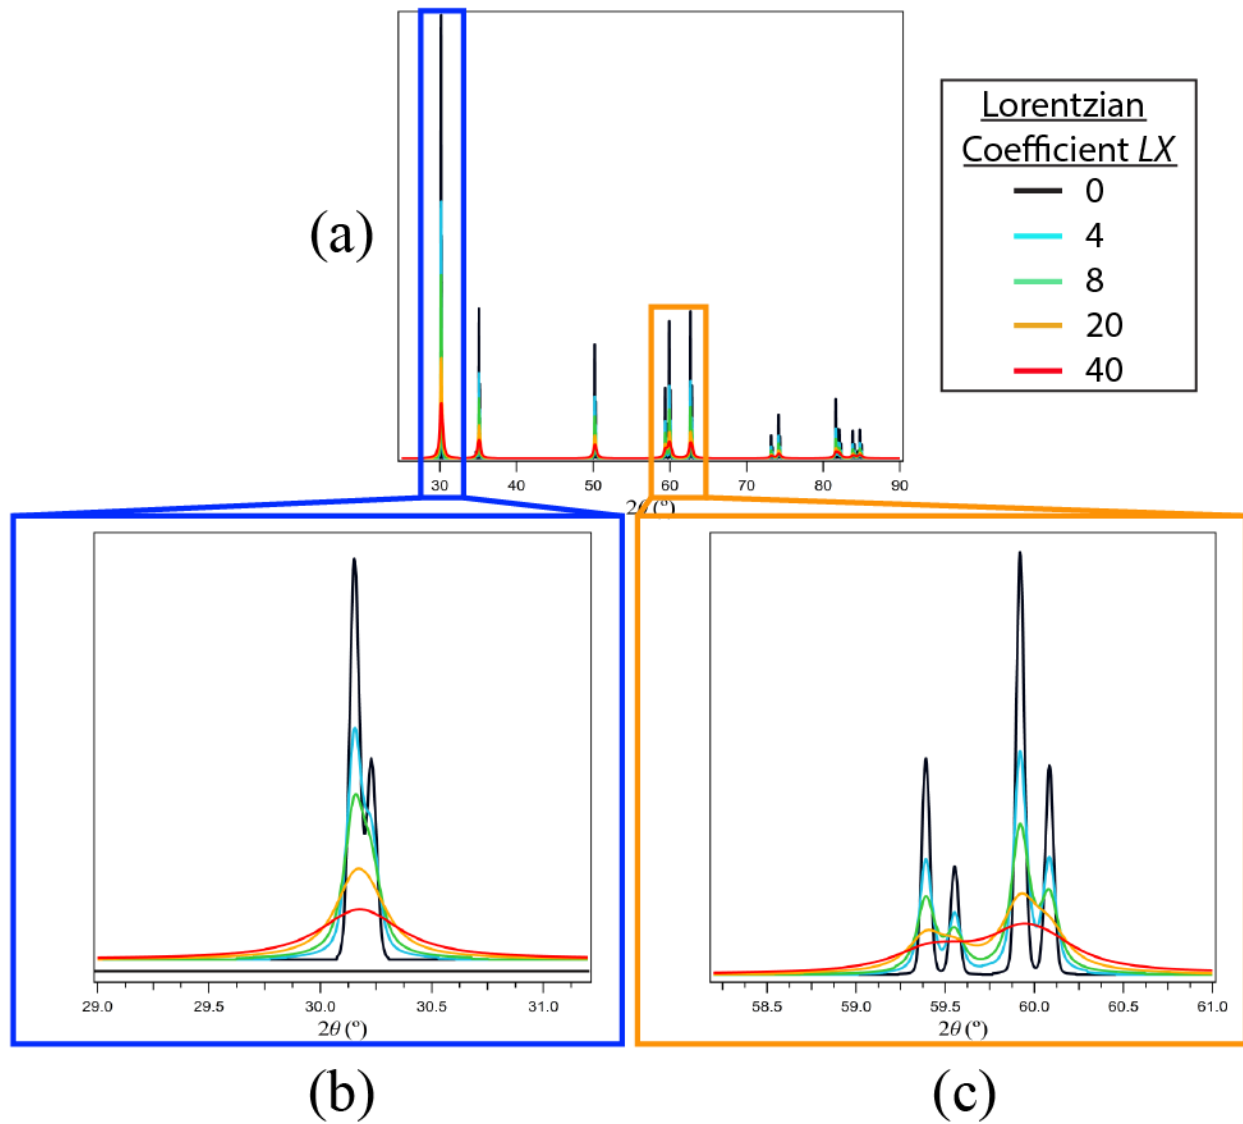 (a)
Lorentzian
Coefficient LX
0
4
8
20
40
30 40 50 60 70 80 90
2θ (°)
29.0 29.5 30.0 30.5 31.0
2θ (°)
58.5 59.0 59.5 60.0 60.5 61.0
2θ (°)
(b)
(c)